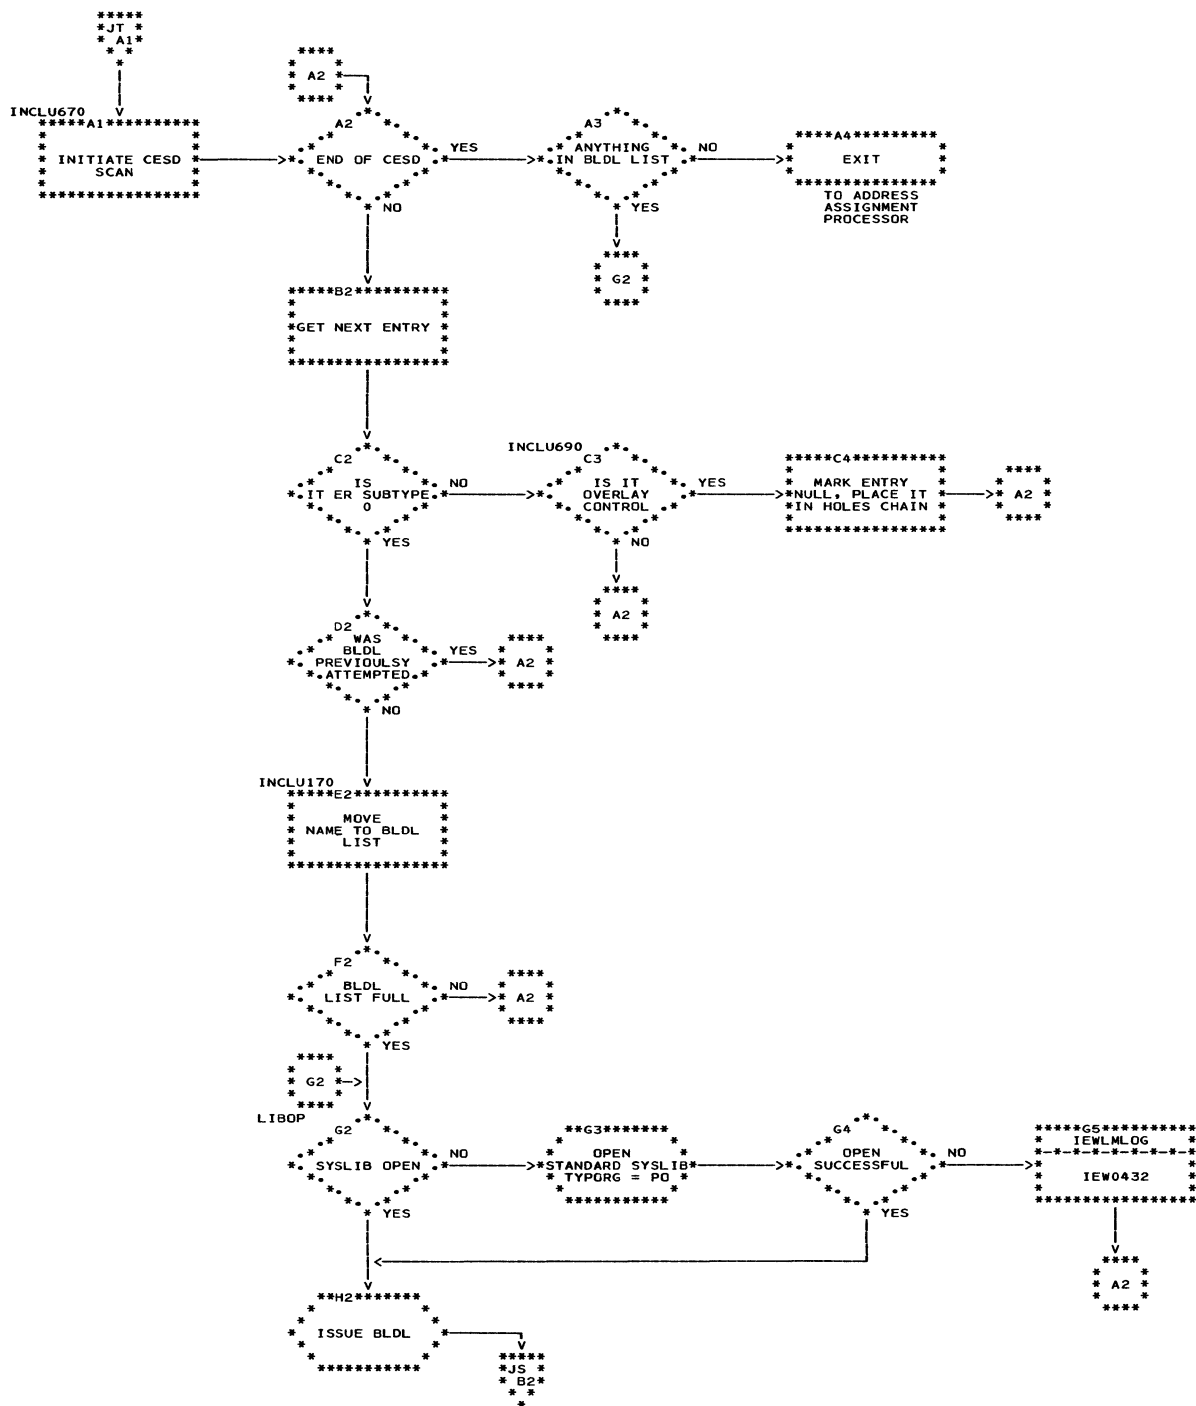 JT
A1
A2
INCLU670
A1
INITIATE CESD
SCAN
A2
END OF CESD
YES
NO
A3
ANYTHING
IN BLDL LIST
NO
YES
A4
EXIT
TO ADDRESS
ASSIGNMENT
PROCESSOR
G2
B2
GET NEXT ENTRY
C2
IS
IT ER SUBTYPE
0
NO
YES
INCLU690
C3
IS IT
OVERLAY
CONTROL
YES
NO
C4
MARK ENTRY
NULL, PLACE IT
IN HOLES CHAIN
A2
A2
D2
WAS
BLDL
PREVIOULSY
ATTEMPTED
YES
NO
A2
INCLU170
E2
MOVE
NAME TO BLDL
LIST
F2
BLDL
LIST FULL
NO
YES
A2
G2
LIBOP
G2
SYSLIB OPEN
NO
YES
G3
OPEN
STANDARD SYSLIB
TYPORG = PO
G4
OPEN
SUCCESSFUL
NO
YES
G5
IEWLMLOG
IEW0432
A2
H2
ISSUE BLDL
JS
B2